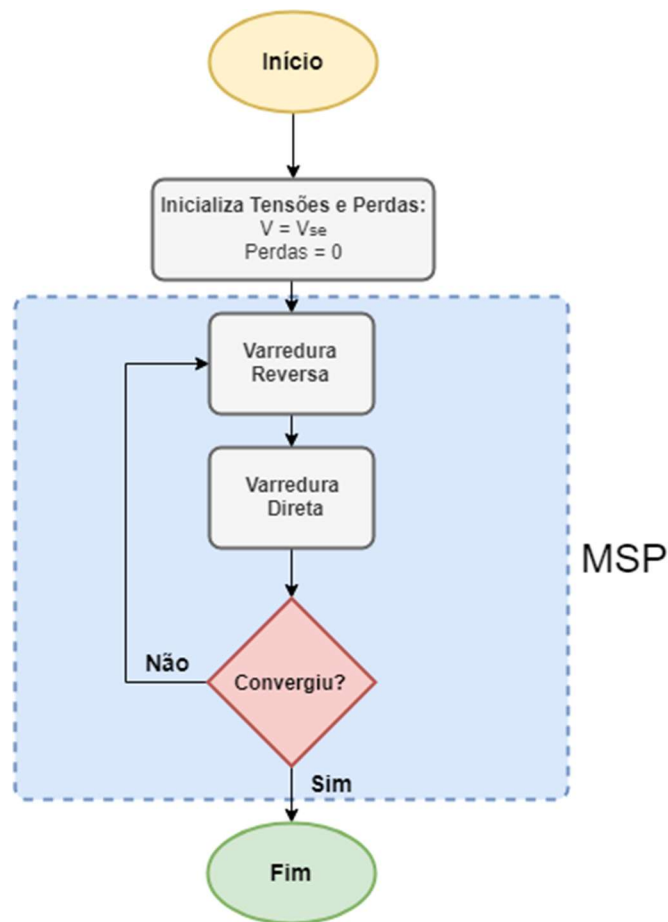 Início
Inicializa Tensões e Perdas:
V = Vse
Perdas = 0
Varredura
Reversa
Varredura
Direta
MSP
Não
Convergiu?
Sim
Fim